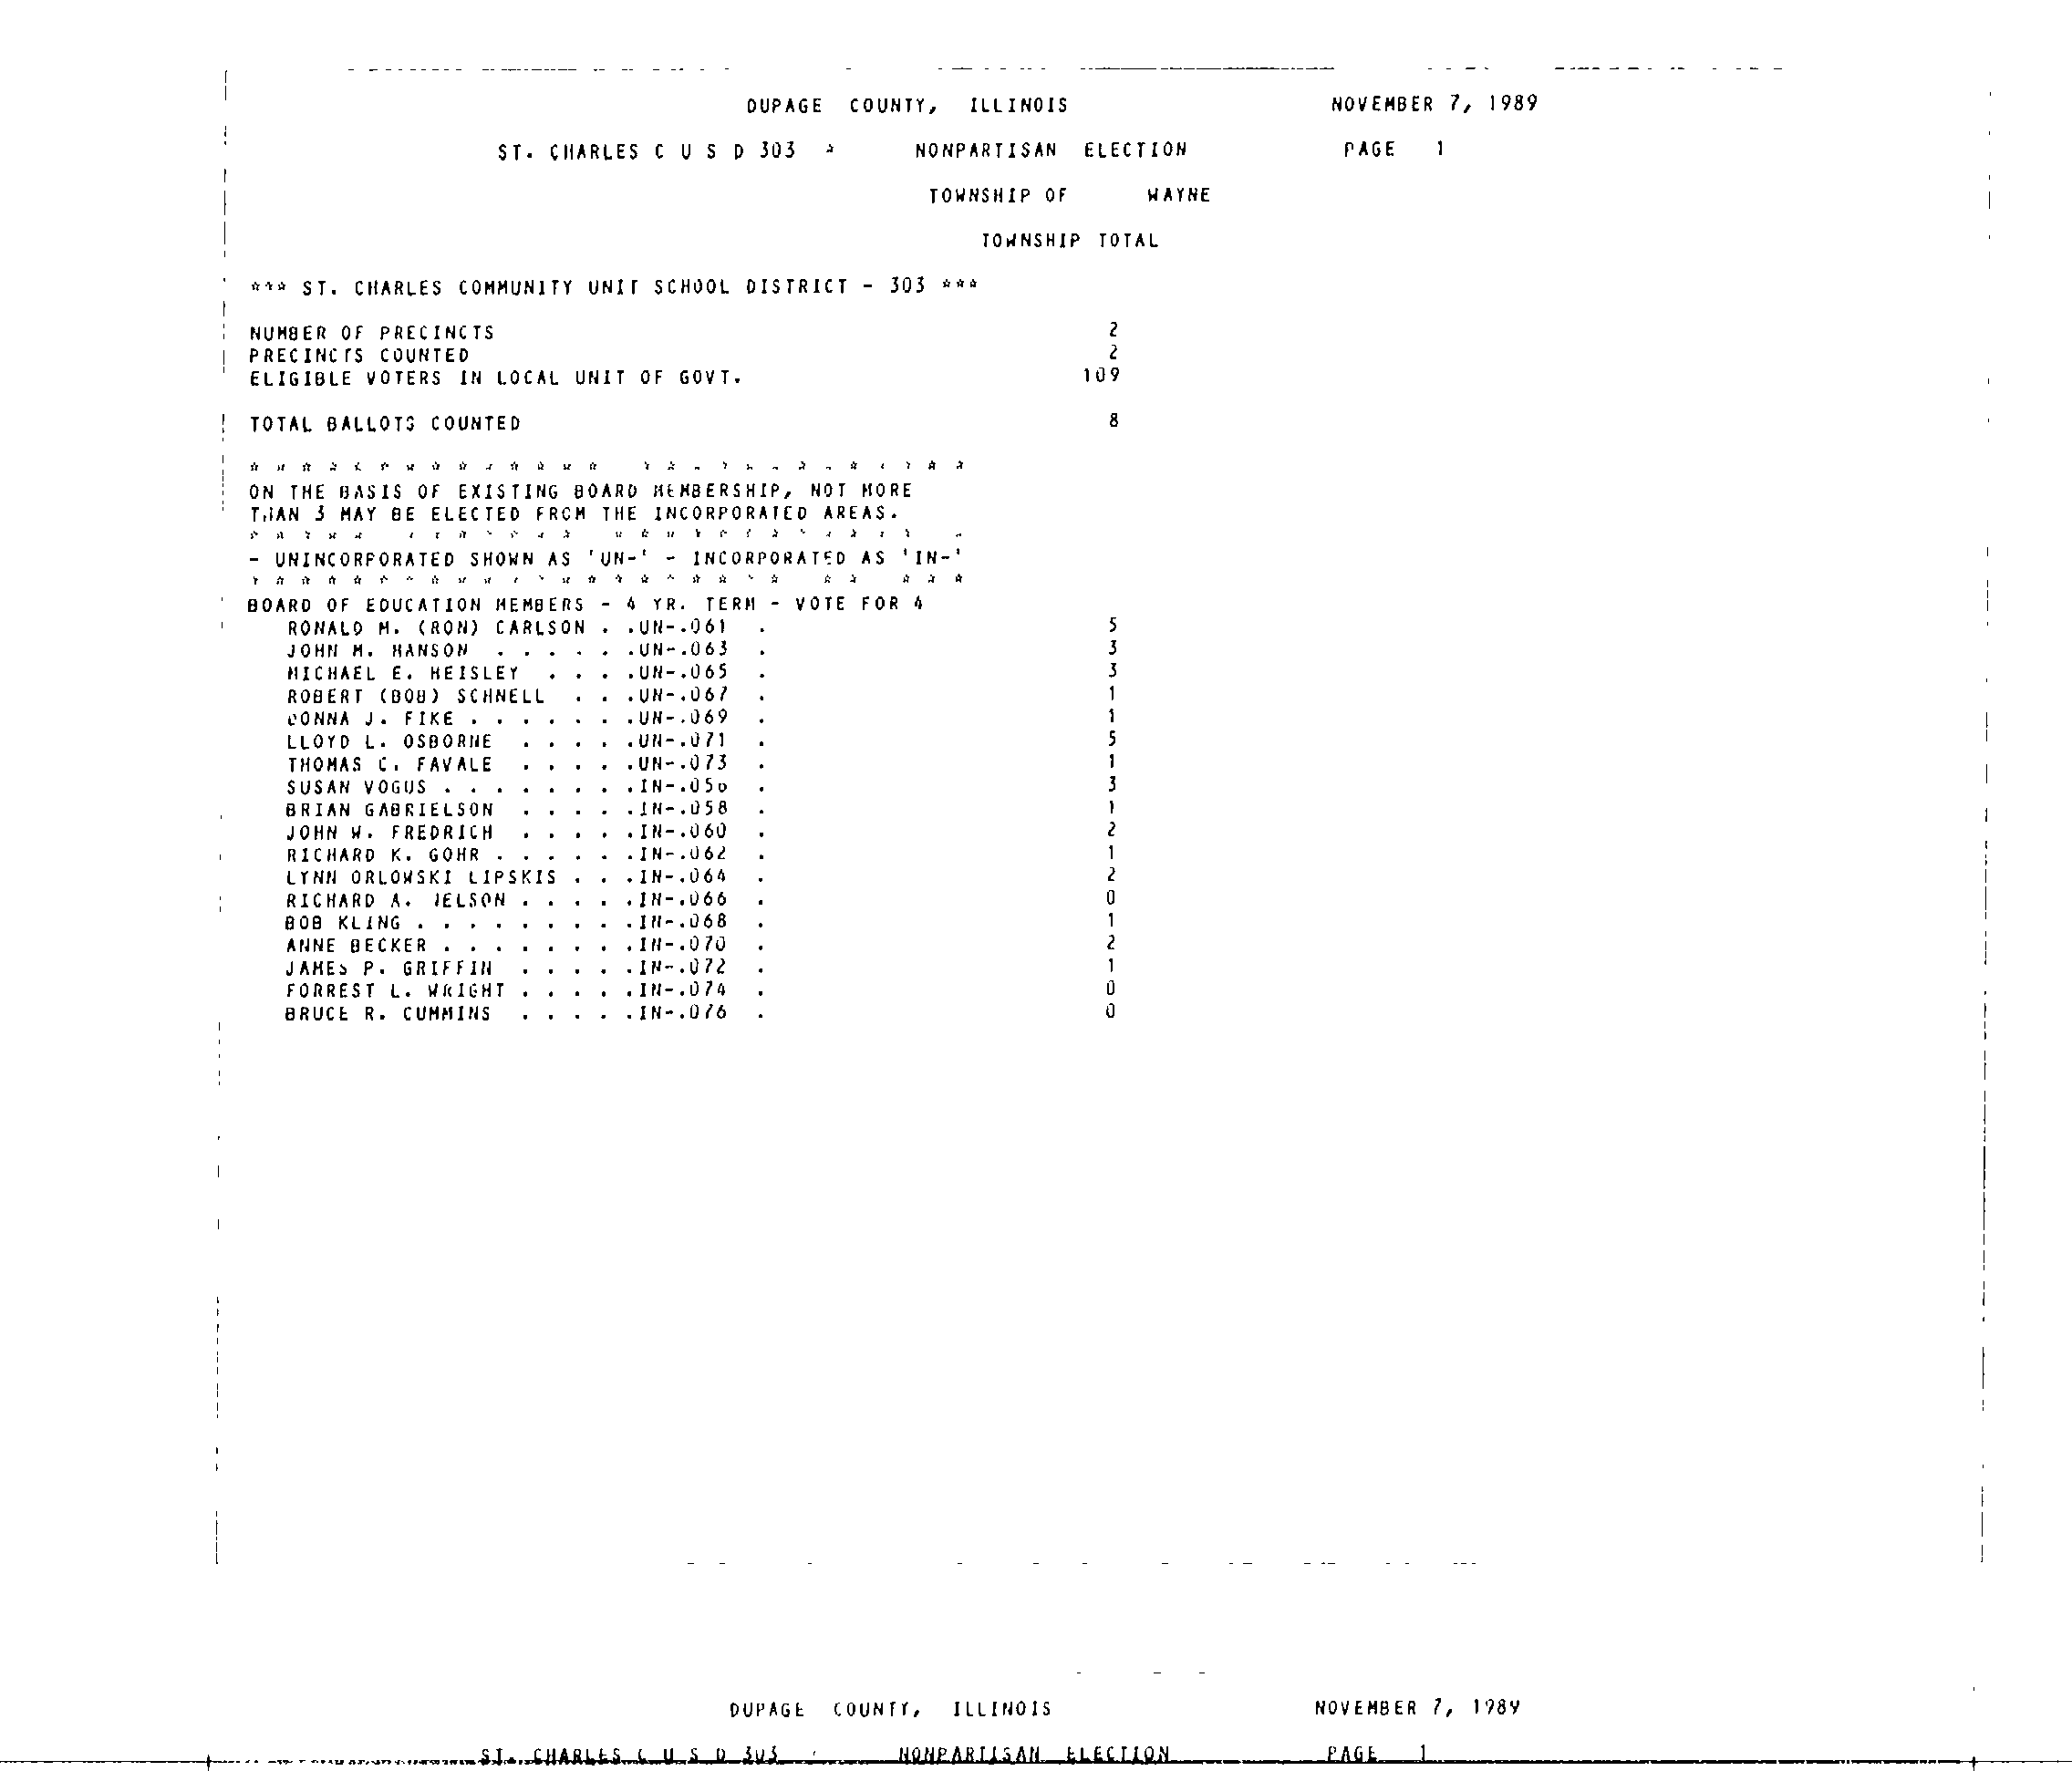 DUPAGE COUNTY, ILLINOIS NOVEMBER 7, 1989
ST. CHARLES C U S D 303 * NONPARTISAN ELECTION PAGE 1
TOWNSHIP OF WAYNE
TOWNSHIP TOTAL
*** ST. CHARLES COMMUNITY UNIT SCHOOL DISTRICT - 303 ***
NUMBER OF PRECINCTS 2
PRECINCTS COUNTED 2
ELIGIBLE VOTERS IN LOCAL UNIT OF GOVT. 109
TOTAL BALLOTS COUNTED 8
ON THE BASIS OF EXISTING BOARD MEMBERSHIP, NOT MORE
THAN 3 MAY BE ELECTED FROM THE INCORPORATED AREAS.
- UNINCORPORATED SHOWN AS 'UN-' - INCORPORATED AS 'IN-'
BOARD OF EDUCATION MEMBERS - 4 YR. TERM - VOTE FOR 4
RONALD M. (RON) CARLSON . .UN-.061 . 5
JOHN M. HANSON . . . . . .UN-.063 . 3
MICHAEL E. HEISLEY . . . .UN-.065 . 3
ROBERT (BOB) SCHNELL . . .UN-.067 . 1
DONNA J. FIKE . . . . . . .UN-.069 . 1
LLOYD L. OSBORNE . . . . .UN-.071 . 5
THOMAS C. FAVALE . . . . .UN-.073 . 1
SUSAN VOGUS . . . . . . . .IN-.056 . 3
BRIAN GABRIELSON . . . . .IN-.058 . 1
JOHN W. FREDRICH . . . . .IN-.060 . 2
RICHARD K. GOHR . . . . . .IN-.062 . 1
LYNN ORLOWSKI LIPSKIS . . .IN-.064 . 2
RICHARD A. . . . . .IN-.066 . 0
BOB KLING . . . . . . . . .IN-.068 . 1
ANNE BECKER . . . . . . . .IN-.070 . 2
JAMES P. GRIFFIN . . . . .IN-.072 . 1
FORREST L. WRIGHT . . . . .IN-.074 . 0
BRUCE R. CUMMINS . . . . .IN-.076 . 0
DUPAGE COUNTY, ILLINOIS NOVEMBER 7, 1989
ST. CHARLES C U S D 303 NONPARTISAN ELECTION PAGE 1